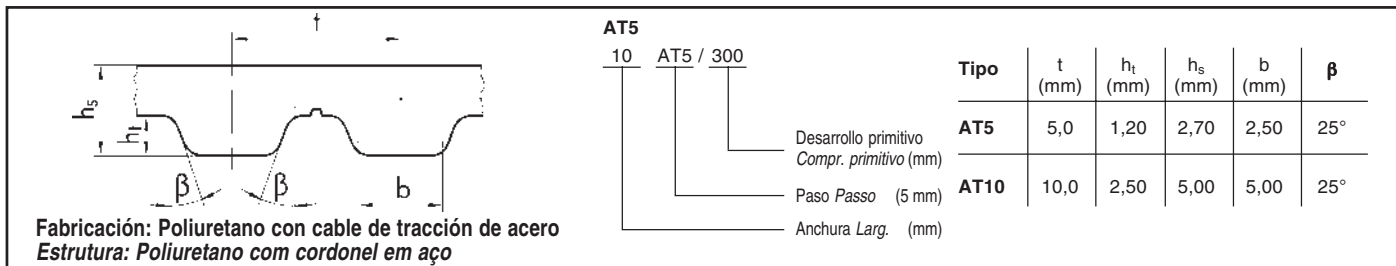 t
h₅
ht
β
β
b
Fabricación: Poliuretano con cable de tracción de acero
Estrutura: Poliuretano com cordonel em aço
AT5
10 AT5 / 300
Desarrollo primitivo
Compr. primitivo (mm)
Paso Passo (5 mm)
Anchura Larg. (mm)
Tipo t (mm) hₜ (mm) hₛ (mm) b (mm) β
AT5 5,0 1,20 2,70 2,50 25°
AT10 10,0 2,50 5,00 5,00 25°